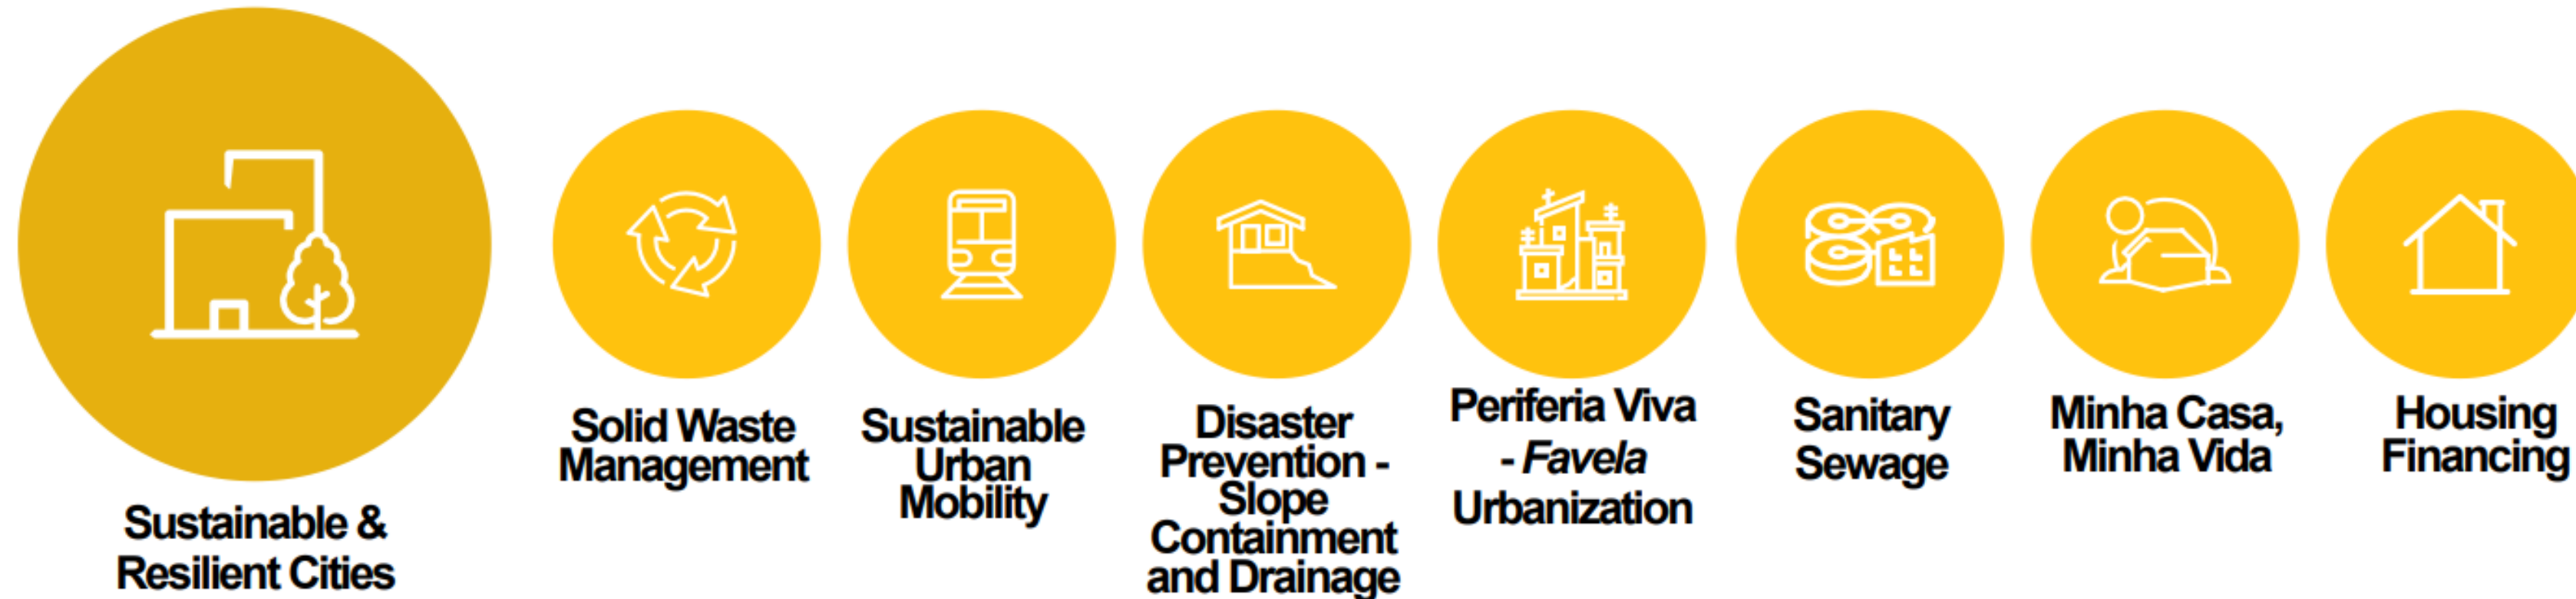 Sustainable &
Resilient Cities
Solid Waste
Management
Sustainable
Urban
Mobility
Disaster
Prevention -
Slope
Containment
and Drainage
Periferia Viva
- Favela
Urbanization
Sanitary
Sewage
Minha Casa,
Minha Vida
Housing
Financing